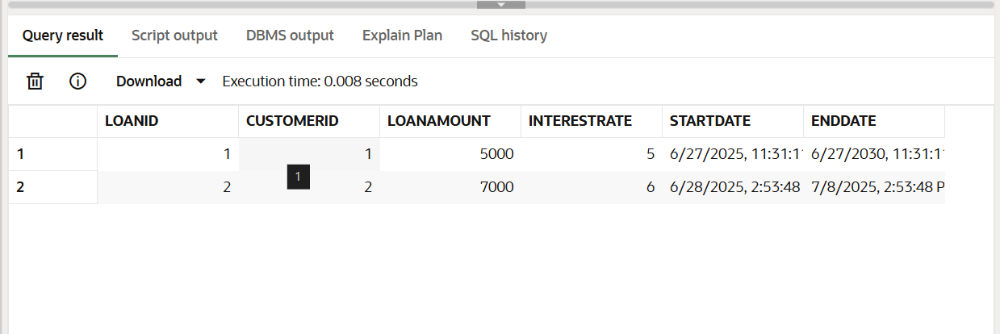 Query result Script output DBMS output Explain Plan SQL history
Download Execution time: 0.008 seconds
LOANID CUSTOMERID LOANAMOUNT INTERESTRATE STARTDATE ENDDATE
1 1 1 5000 5 6/27/2025, 11:31:1 6/27/2030, 11:31:1
1
2 2 2 7000 6 6/28/2025, 2:53:48 7/8/2025, 2:53:48 P